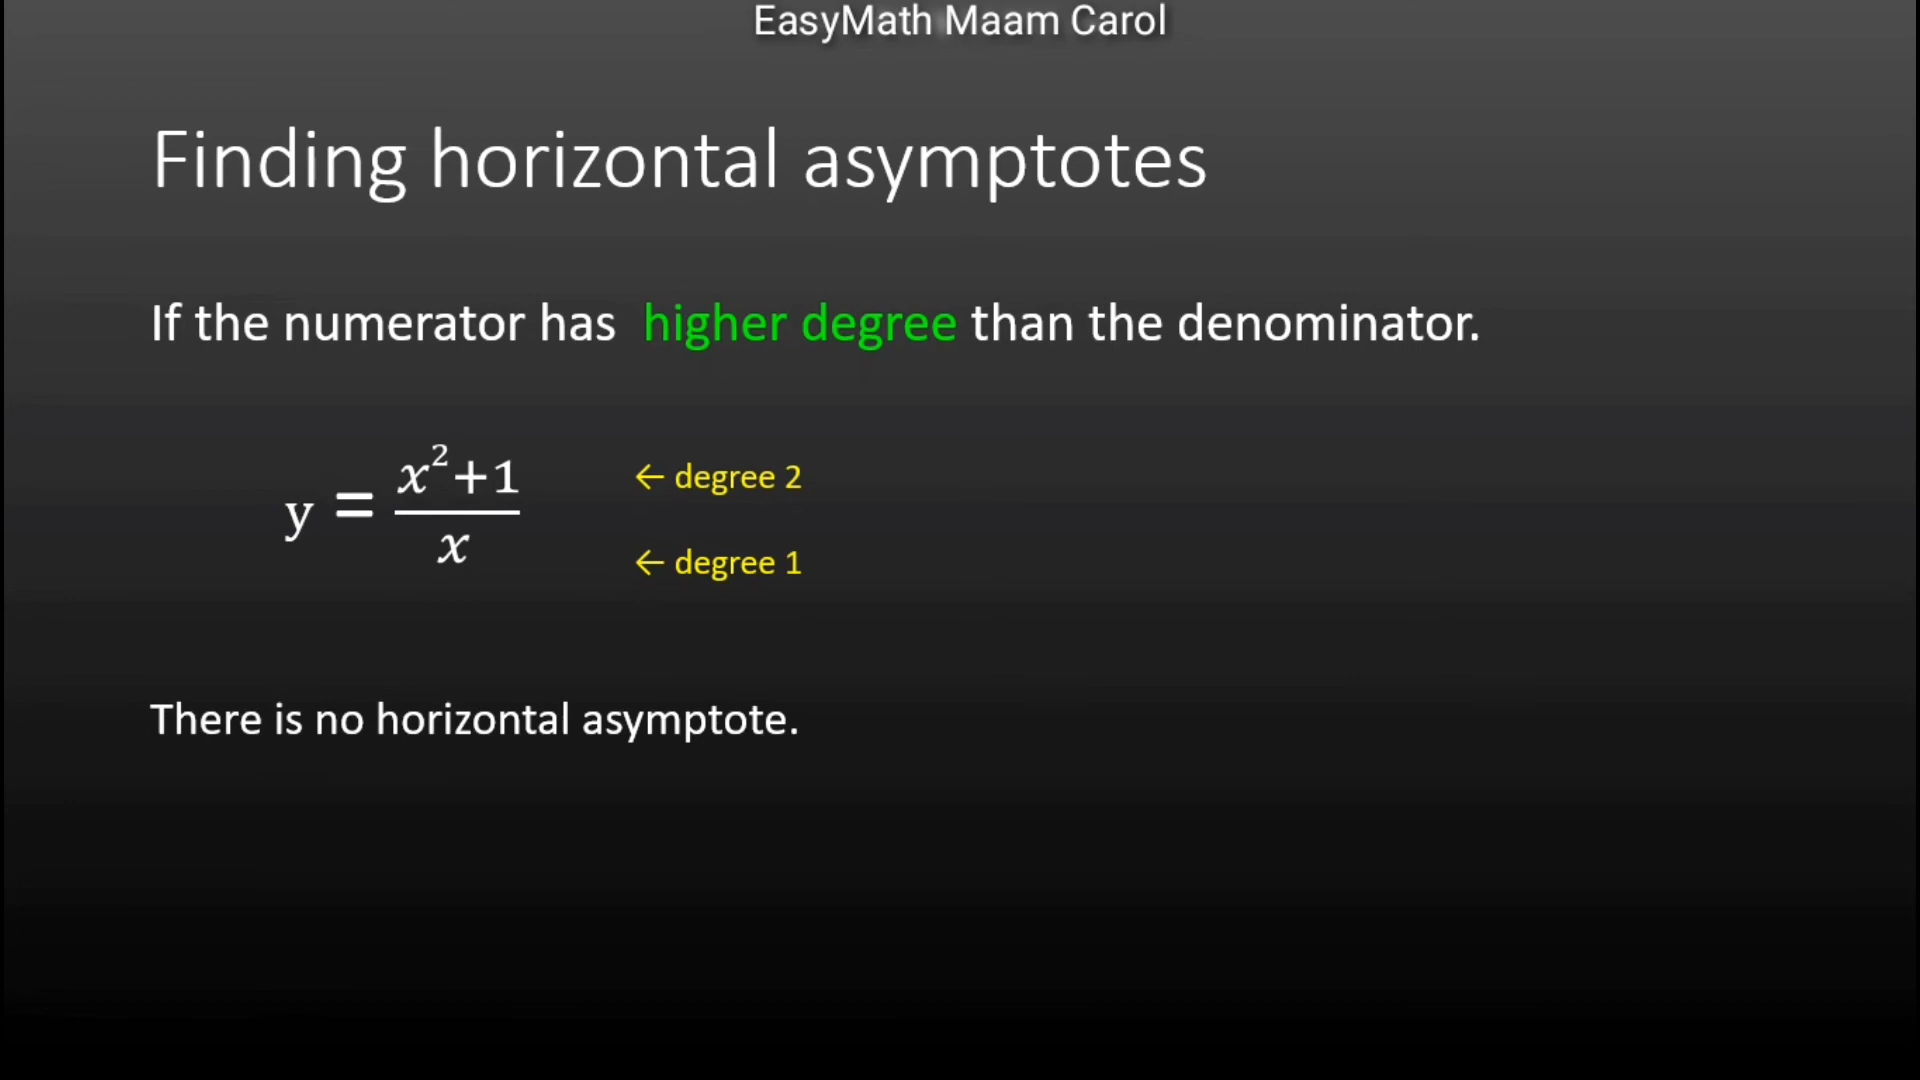 EasyMath Maam Carol
Finding horizontal asymptotes
If the numerator has higher degree than the denominator.
y = x²+1 / x
← degree 2
← degree 1
There is no horizontal asymptote.